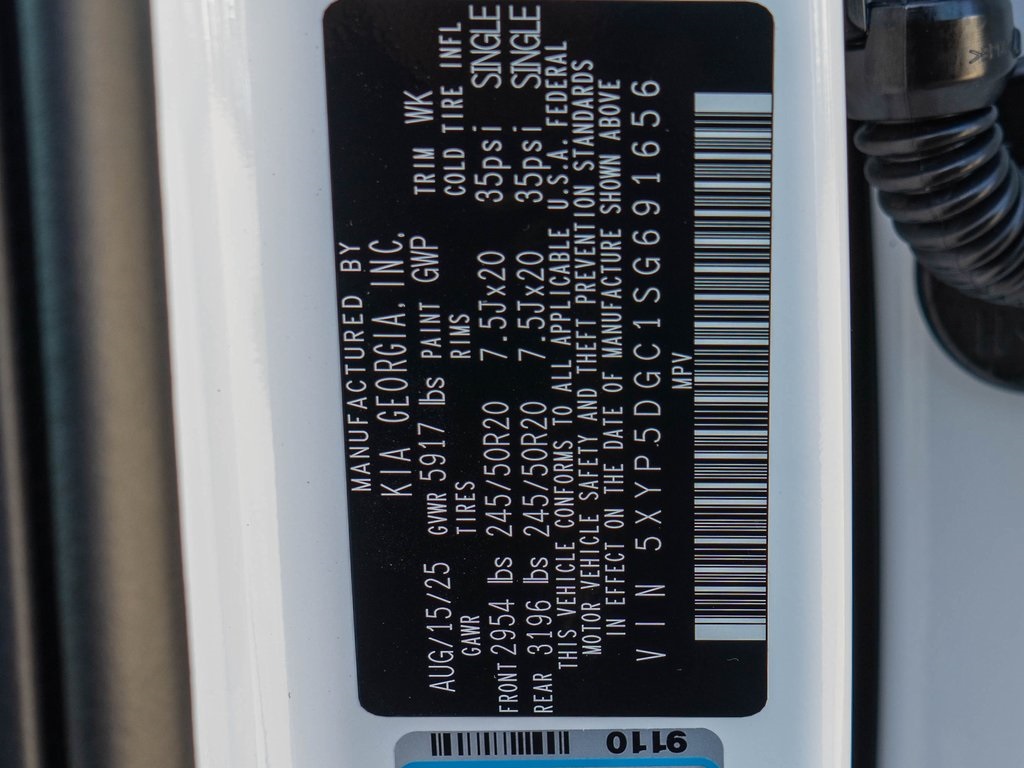 MANUFACTURED BY
KIA GEORGIA, INC.
AUG/15/25 GVWR 5917 lbs PAINT GWP TRIM WK
GAWR TIRES RIMS COLD TIRE INFL
FRONT 2954 lbs 245/50R20 7.5Jx20 35psi SINGLE
REAR 3196 lbs 245/50R20 7.5Jx20 35psi SINGLE
THIS VEHICLE CONFORMS TO ALL APPLICABLE U.S.A. FEDERAL
MOTOR VEHICLE SAFETY AND THEFT PREVENTION STANDARDS
IN EFFECT ON THE DATE OF MANUFACTURE SHOWN ABOVE
VIN 5XYP5DGC1SG691656
MPV
9110